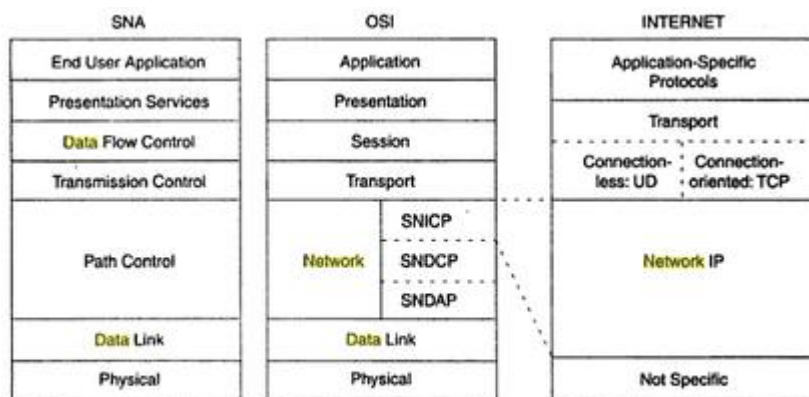 SNA
End User Application
Presentation Services
Data Flow Control
Transmission Control
Path Control
Data Link
Physical
OSI
Application
Presentation
Session
Transport
Network
SNICP
SNDCP
SNDAP
Data Link
Physical
INTERNET
Application-Specific
Protocols
Transport
Connection-
less: UD
Connection-
oriented: TCP
Network IP
Not Specific